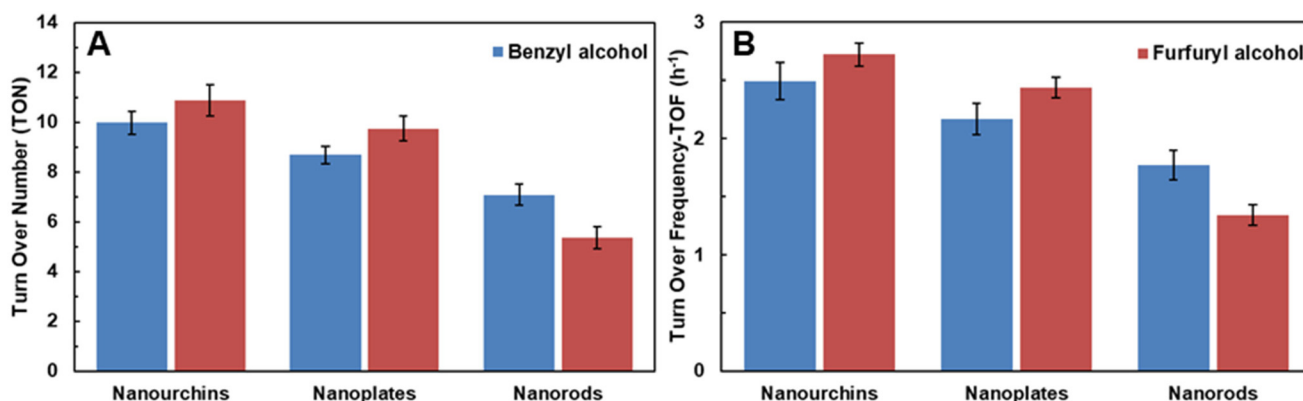 A
Benzyl alcohol
Turn Over Number (TON)
14
12
10
8
6
4
2
0
Nanourchins Nanoplates Nanorods
B
Furfuryl alcohol
Turn Over Frequency-TOF (h-1)
3
2
1
0
Nanourchins Nanoplates Nanorods